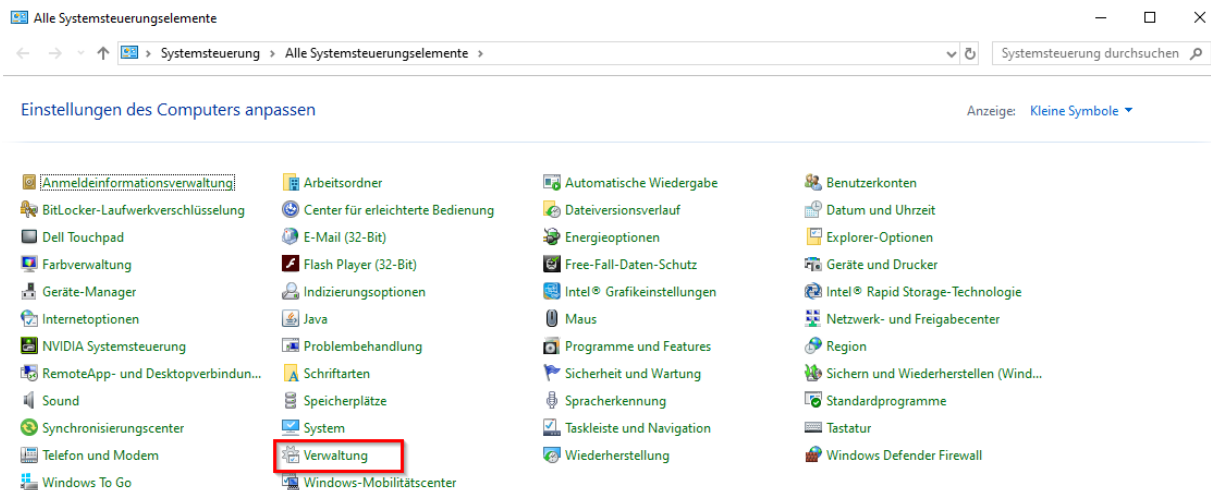 Alle Systemsteuerungselemente
Systemsteuerung > Alle Systemsteuerungselemente >
Systemsteuerung durchsuchen
Einstellungen des Computers anpassen
Anzeige: Kleine Symbole
Anmeldeinformationsverwaltung Arbeitsordner Automatische Wiedergabe Benutzerkonten
BitLocker-Laufwerkverschlüsselung Center für erleichterte Bedienung Dateiversionsverlauf Datum und Uhrzeit
Dell Touchpad E-Mail (32-Bit) Energieoptionen Explorer-Optionen
Farbverwaltung Flash Player (32-Bit) Free-Fall-Daten-Schutz Geräte und Drucker
Geräte-Manager Indizierungsoptionen Intel® Grafikeinstellungen Intel® Rapid Storage-Technologie
Internetoptionen Java Maus Netzwerk- und Freigabecenter
NVIDIA Systemsteuerung Problembehandlung Programme und Features Region
RemoteApp- und Desktopverbindun... Schriftarten Sicherheit und Wartung Sichern und Wiederherstellen (Wind...
Sound Speicherplätze Spracherkennung Standardprogramme
Synchronisierungscenter System Taskleiste und Navigation Tastatur
Telefon und Modem Verwaltung Wiederherstellung Windows Defender Firewall
Windows To Go Windows-Mobilitätscenter